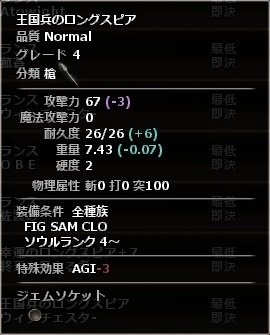 王国兵のロングスピア
品質 Normal
グレード 4
分類 槍
攻撃力 67 (-3)
魔法攻撃力 0
耐久度 26/26 (+6)
重量 7.43 (-0.07)
硬度 2
物理属性 斬0 打0 突100
装備条件 全種族
FIG SAM CLO
ソウルランク 4～
特殊効果 AGI-3
ジェムソケット